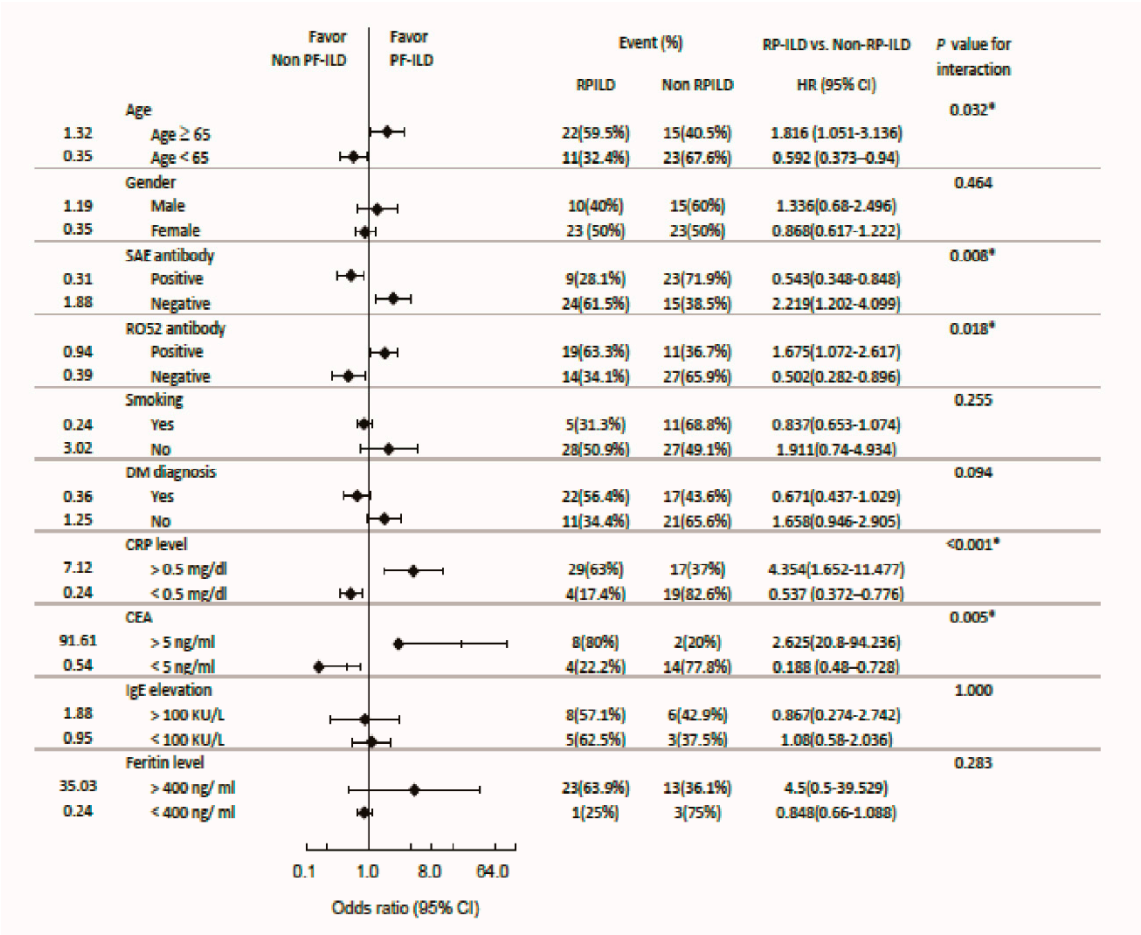 Favor Favor Event (%) RP-ILD vs. Non-RP-ILD P value for
Non PF-ILD PF-ILD interaction
RPILD Non RPILD HR (95% CI)
Age 0.032*
1.32 Age ≥ 65 22(59.5%) 15(40.5%) 1.816 (1.051-3.136)
0.35 Age < 65 11(32.4%) 23(67.6%) 0.592 (0.373–0.94)
Gender 0.464
1.19 Male 10(40%) 15(60%) 1.336(0.68-2.496)
0.35 Female 23 (50%) 23(50%) 0.868(0.617-1.222)
SAE antibody 0.008*
0.31 Positive 9(28.1%) 23(71.9%) 0.543(0.348-0.848)
1.88 Negative 24(61.5%) 15(38.5%) 2.219(1.202-4.099)
RO52 antibody 0.018*
0.94 Positive 19(63.3%) 11(36.7%) 1.675(1.072-2.617)
0.39 Negative 14(34.1%) 27(65.9%) 0.502(0.282-0.896)
Smoking 0.255
0.24 Yes 5(31.3%) 11(68.8%) 0.837(0.653-1.074)
3.02 No 28(50.9%) 27(49.1%) 1.911(0.74-4.934)
DM diagnosis 0.094
0.36 Yes 22(56.4%) 17(43.6%) 0.671(0.437-1.029)
1.25 No 11(34.4%) 21(65.6%) 1.658(0.946-2.905)
CRP level <0.001*
7.12 > 0.5 mg/dl 29(63%) 17(37%) 4.354(1.652-11.477)
0.24 < 0.5 mg/dl 4(17.4%) 19(82.6%) 0.537 (0.372–0.776)
CEA 0.005*
91.61 > 5 ng/ml 8(80%) 2(20%) 2.625(20.8-94.236)
0.54 < 5 ng/ml 4(22.2%) 14(77.8%) 0.188 (0.48–0.728)
IgE elevation 1.000
1.88 > 100 KU/L 8(57.1%) 6(42.9%) 0.867(0.274-2.742)
0.95 < 100 KU/L 5(62.5%) 3(37.5%) 1.08(0.58-2.036)
Feritin level 0.283
35.03 > 400 ng/ ml 23(63.9%) 13(36.1%) 4.5(0.5-39.529)
0.24 < 400 ng/ ml 1(25%) 3(75%) 0.848(0.66-1.088)
0.1 1.0 8.0 64.0
Odds ratio (95% CI)